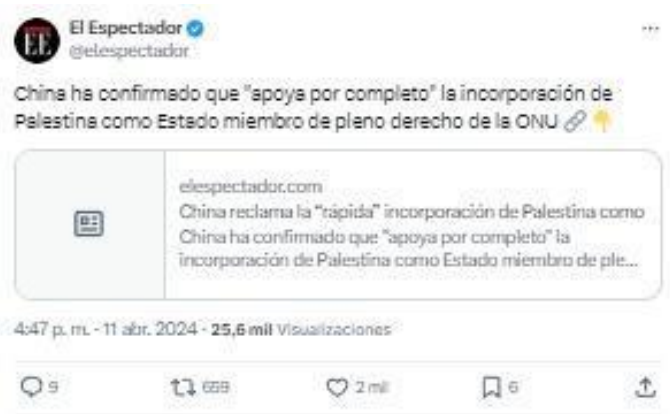 El Espectador
@elespectador
China ha confirmado que "apoya por completo" la incorporación de
Palestina como Estado miembro de pleno derecho de la ONU
elespectador.com
China reclama la "rápida" incorporación de Palestina como
China ha confirmado que "apoya por completo" la
incorporación de Palestina como Estado miembro de ple...
4:47 p. m. · 11 abr. 2024 · 25,6 mil Visualizaciones
9 659 2 mil 6